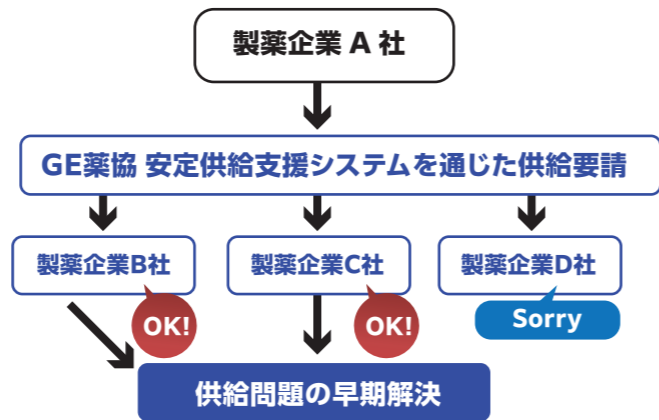 製薬企業 A 社
GE薬協 安定供給支援システムを通じた供給要請
製薬企業B社
製薬企業C社
製薬企業D社
OK!
OK!
Sorry
供給問題の早期解決